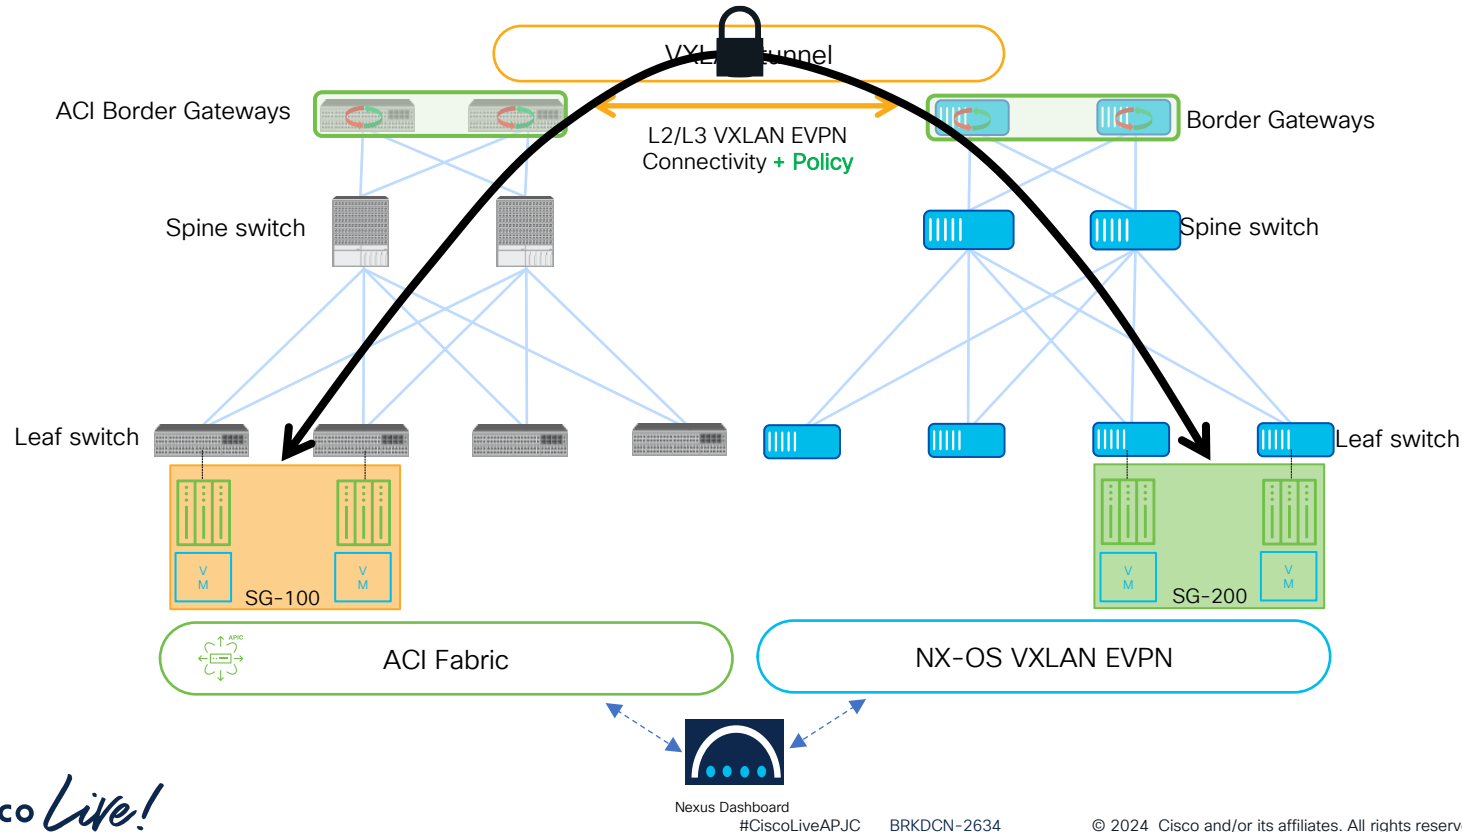 VXLAN tunnel
ACI Border Gateways
L2/L3 VXLAN EVPN
Connectivity + Policy
Border Gateways
Spine switch
Spine switch
Leaf switch
Leaf switch
V
M
V
M
SG-100
V
M
V
M
SG-200
APIC
ACI Fabric
NX-OS VXLAN EVPN
Nexus Dashboard
co Live!
#CiscoLiveAPJC BRKDCN-2634 © 2024 Cisco and/or its affiliates. All rights reserv